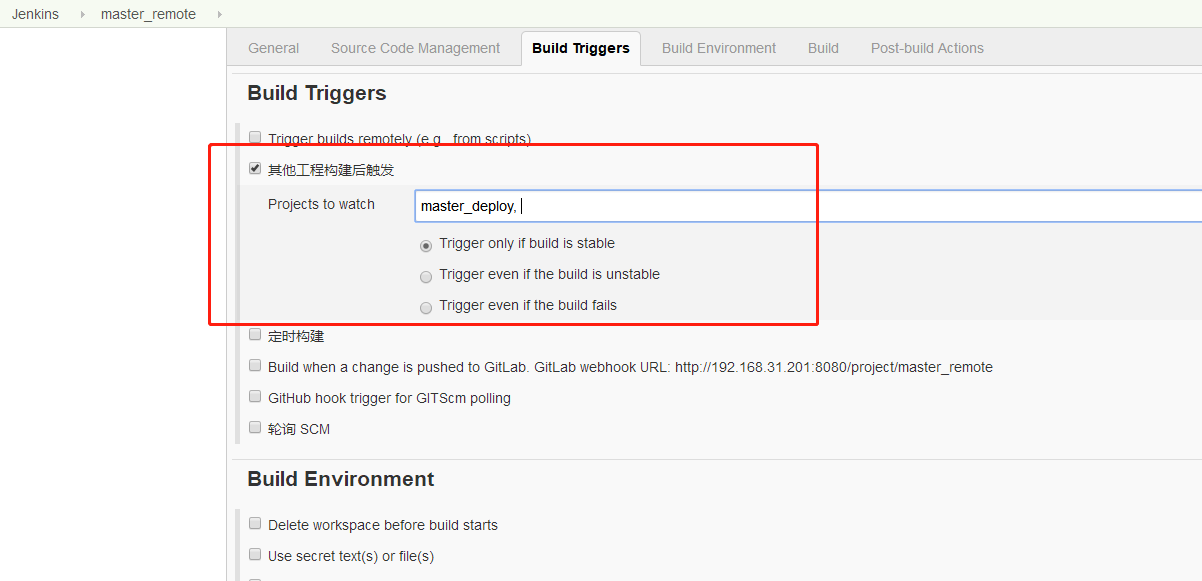 Jenkins master_remote
General Source Code Management Build Triggers Build Environment Build Post-build Actions
Build Triggers
Trigger builds remotely (e.g., from scripts)
其他工程构建后触发
Projects to watch master_deploy,
Trigger only if build is stable
Trigger even if the build is unstable
Trigger even if the build fails
定时构建
Build when a change is pushed to GitLab. GitLab webhook URL: http://192.168.31.201:8080/project/master_remote
GitHub hook trigger for GITScm polling
轮询 SCM
Build Environment
Delete workspace before build starts
Use secret text(s) or file(s)